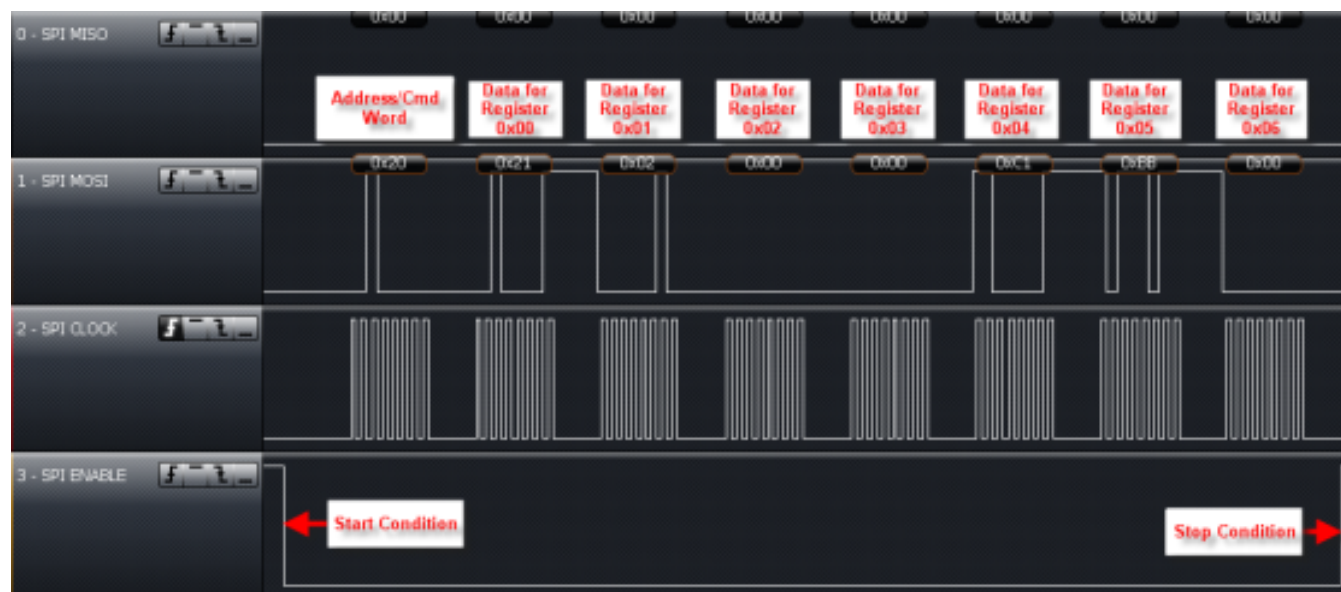 0x00 0x00 0x00 0x00 0x00 0x00 0x00 0x00
0 - SPI MISO
Address/Cmd
Word
Data for
Register
0x00
Data for
Register
0x01
Data for
Register
0x02
Data for
Register
0x03
Data for
Register
0x04
Data for
Register
0x05
Data for
Register
0x06
0x20 0x21 0x02 0x00 0x00 0xC1 0xBB 0x00
1 - SPI MOSI
2 - SPI CLOCK
3 - SPI ENABLE
Start Condition
Stop Condition